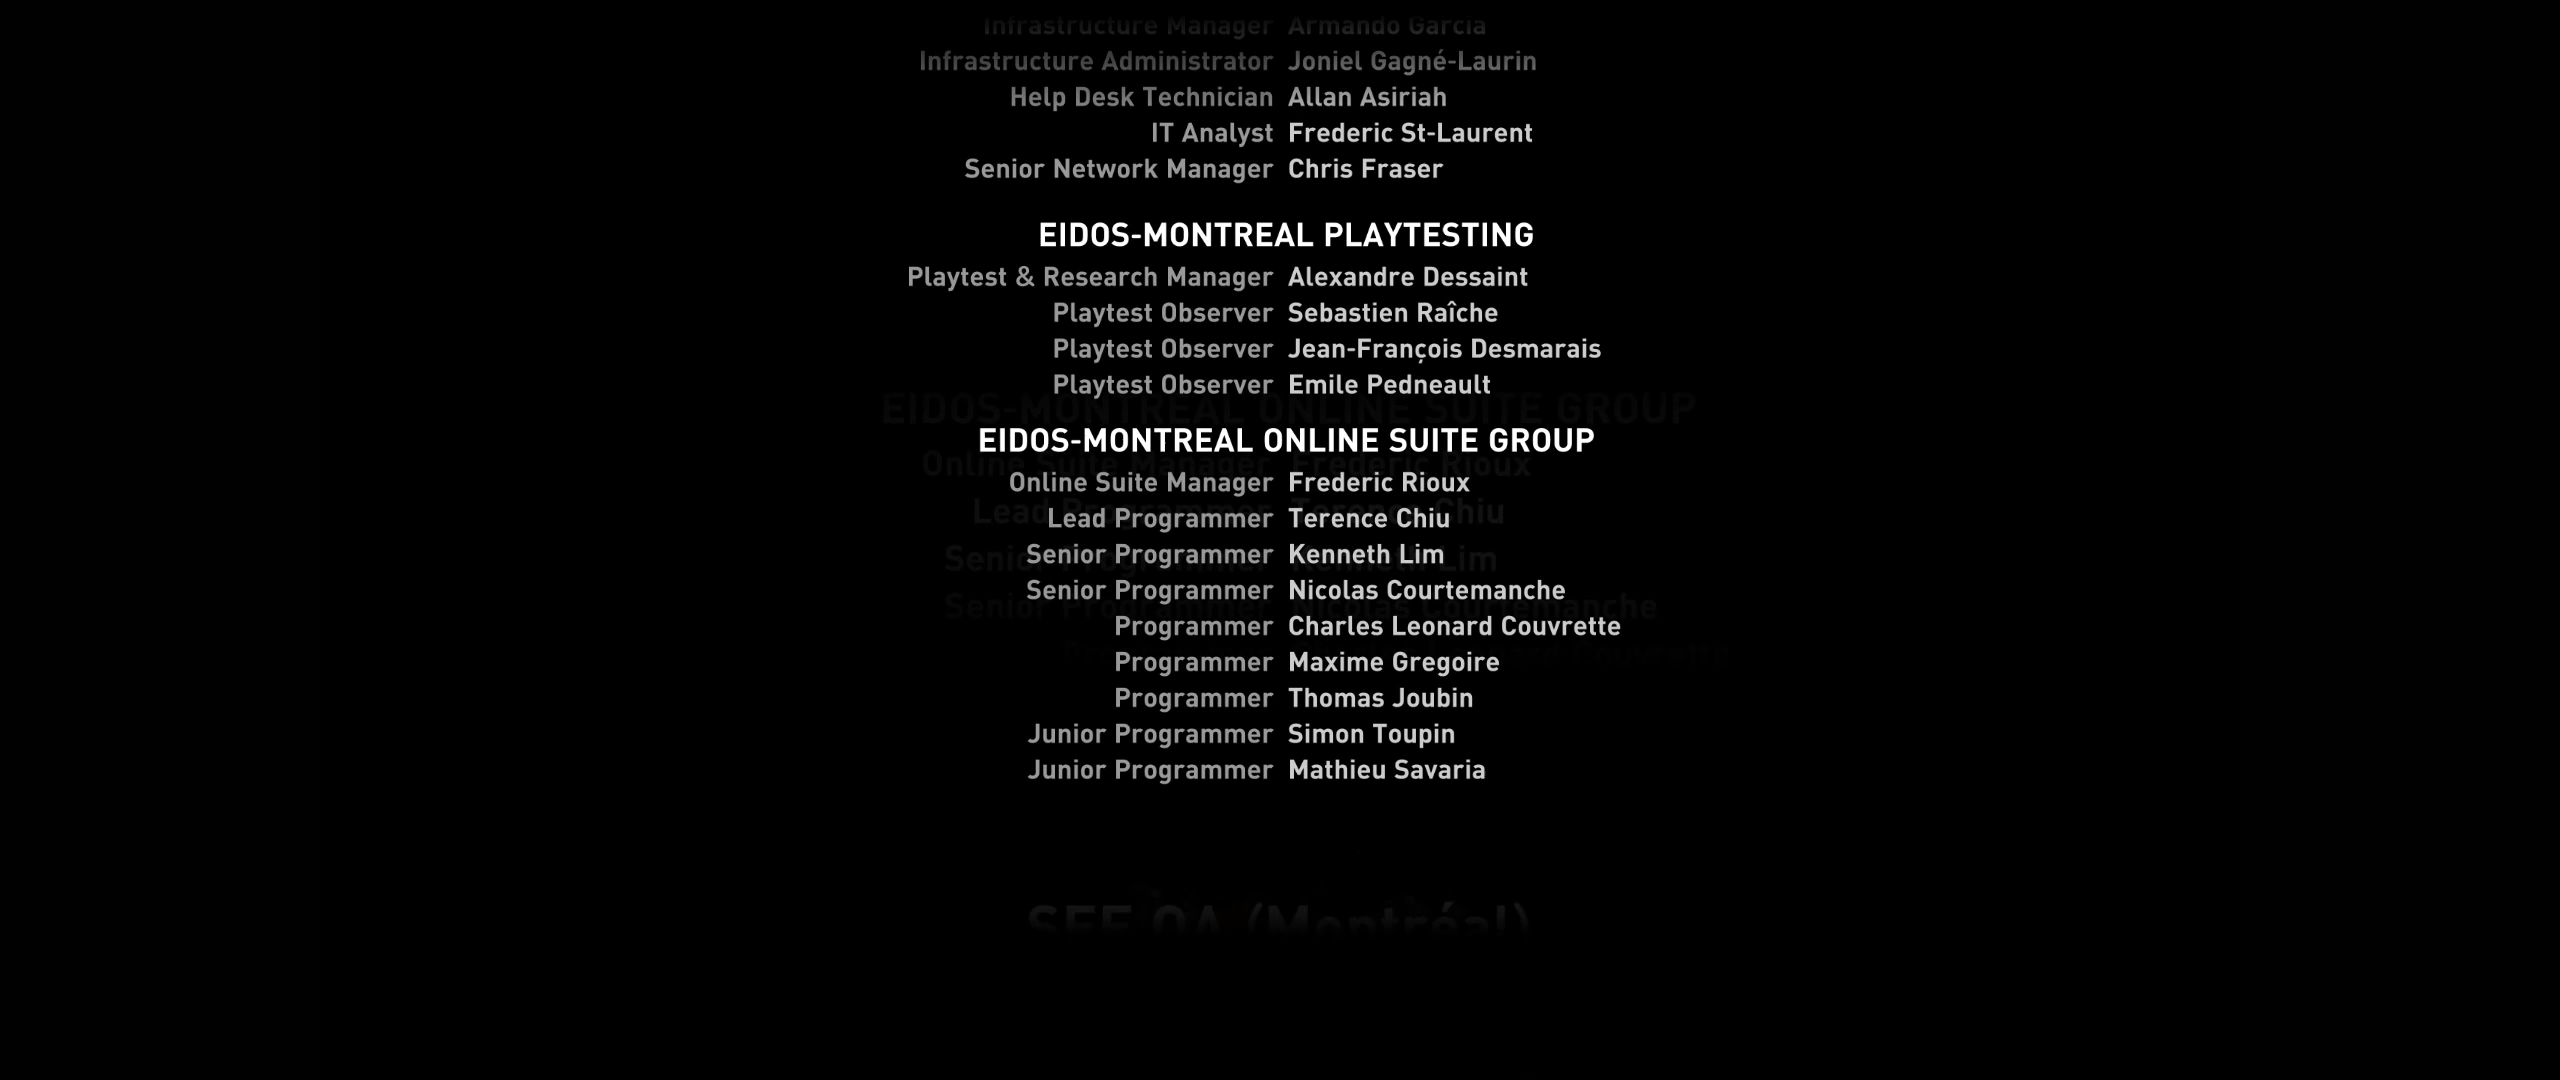 Infrastructure Manager Armando Garcia
Infrastructure Administrator Joniel Gagné-Laurin
Help Desk Technician Allan Asiriah
IT Analyst Frederic St-Laurent
Senior Network Manager Chris Fraser
EIDOS-MONTREAL PLAYTESTING
Playtest & Research Manager Alexandre Dessaint
Playtest Observer Sebastien Raîche
Playtest Observer Jean-François Desmarais
Playtest Observer Emile Pedneault
EIDOS-MONTREAL ONLINE SUITE GROUP
Online Suite Manager Frederic Rioux
Lead Programmer Terence Chiu
Senior Programmer Kenneth Lim
Senior Programmer Nicolas Courtemanche
Programmer Charles Leonard Couvrette
Programmer Maxime Gregoire
Programmer Thomas Joubin
Junior Programmer Simon Toupin
Junior Programmer Mathieu Savaria
QA (Montréal)